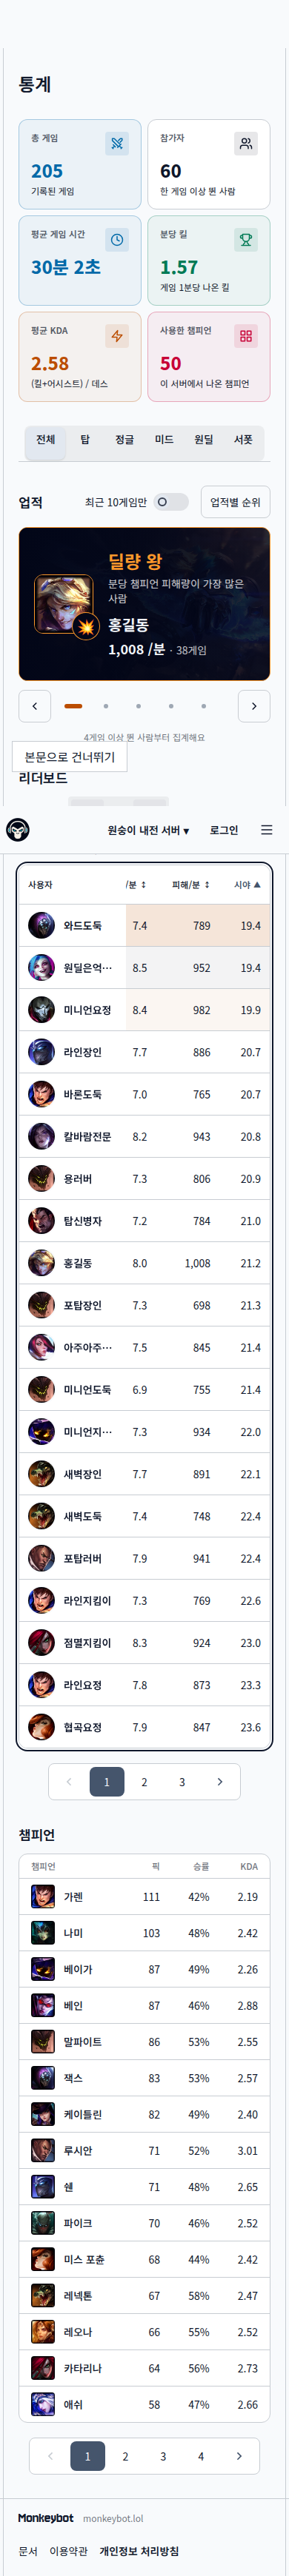 통계
총 게임
205
기록된 게임
참가자
60
한 게임 이상 뛴 사람
평균 게임 시간
30분 2초
분당 킬
1.57
게임 1분당 나온 킬
평균 KDA
2.58
(킬+어시스트) / 데스
사용한 챔피언
50
이 서버에서 나온 챔피언
전체 탑 정글 미드 원딜 서폿
업적 최근 10게임만 업적별 순위
딜량 왕
분당 챔피언 피해량이 가장 많은
사람
홍길동
1,008 /분 · 38게임
4게임 이상 뛴 사람부터 집계해요
본문으로 건너뛰기
리더보드
원숭이 내전 서버 ▾ 로그인
사용자 /분 ↕ 피해/분 ↕ 시야 ▲
와드도둑 7.4 789 19.4
원딜은억… 8.5 952 19.4
미니언요정 8.4 982 19.9
라인장인 7.7 886 20.7
바론도둑 7.0 765 20.7
칼바람전문 8.2 943 20.8
용러버 7.3 806 20.9
탑신병자 7.2 784 21.0
홍길동 8.0 1,008 21.2
포탑장인 7.3 698 21.3
아주아주… 7.5 845 21.4
미니언도둑 6.9 755 21.4
미니언지… 7.3 934 22.0
새벽장인 7.7 891 22.1
새벽도둑 7.4 748 22.4
포탑러버 7.9 941 22.4
라인지킴이 7.3 769 22.6
점멸지킴이 8.3 924 23.0
라인요정 7.8 873 23.3
협곡요정 7.9 847 23.6
1 2 3
챔피언
챔피언 픽 승률 KDA
가렌 111 42% 2.19
나미 103 48% 2.42
베이가 87 49% 2.26
베인 87 46% 2.88
말파이트 86 53% 2.55
잭스 83 53% 2.57
케이틀린 82 49% 2.40
루시안 71 52% 3.01
쉔 71 48% 2.65
파이크 70 46% 2.52
미스 포츈 68 44% 2.42
레넥톤 67 58% 2.47
레오나 66 55% 2.52
카타리나 64 56% 2.73
애쉬 58 47% 2.66
1 2 3 4
Monkeybot monkeybot.lol
문서 이용약관 개인정보 처리방침